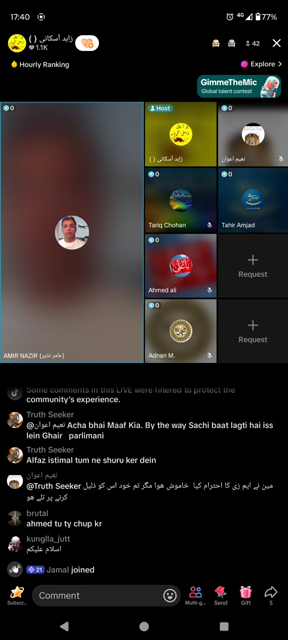 17:40
4G
77%
زاہد آسکانی ( )
1.1K
42
Hourly Ranking
Explore >
GimmeTheMic
Global talent contest
0
Host
زاہد آسکانی ( )
0
نعیم اعوان
0
Tariq Chohan
0
Tahir Amjad
0
Ahmed ali
Request
0
Adnan M.
Request
AMIR NAZIR (عامر نذیر)
Some comments in this LIVE were filtered to protect the
community's experience.
Truth Seeker
@نعیم اعوان Acha bhai Maaf Kia. By the way Sachi baat lagti hai iss
lein Ghair parlimani
Truth Seeker
Alfaz istimal tum ne shuru ker dein
نعیم اعوان
@Truth Seeker مین نے ایم زی کا احترام کیا خاموش ھوا مگر تم خود اس کو ذلیل
کرنے پر تلے ھو
brutal
ahmed tu ty chup kr
kunglla_jutt
اسلام علیکم
21 Jamal joined
Subscr...
Comment
Multi-g...
Send
Gift
5